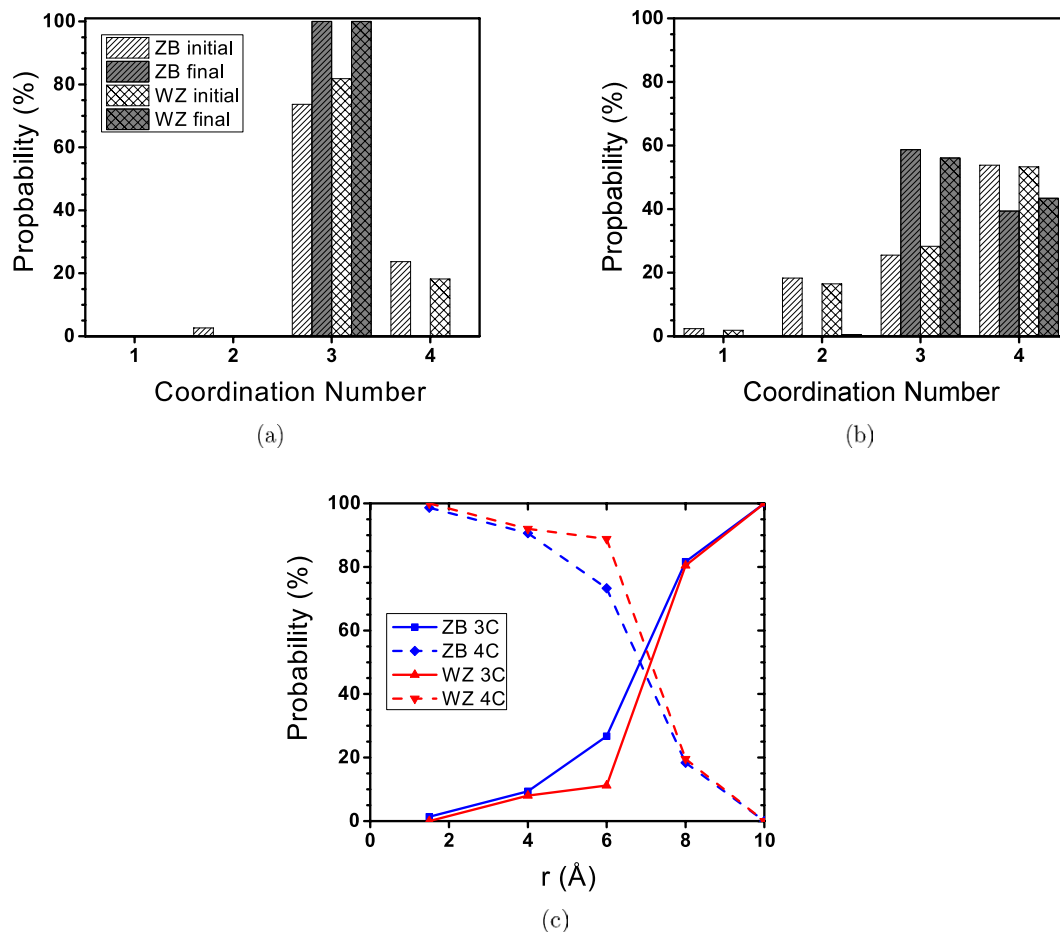 100
80
60
40
20
0
Propbability (%)
ZB initial
ZB final
WZ initial
WZ final
1 2 3 4
Coordination Number
(a)
100
80
60
40
20
0
Propbability (%)
1 2 3 4
Coordination Number
(b)
100
80
60
40
20
0
Probability (%)
ZB 3C
ZB 4C
WZ 3C
WZ 4C
0 2 4 6 8 10
r (Å)
(c)